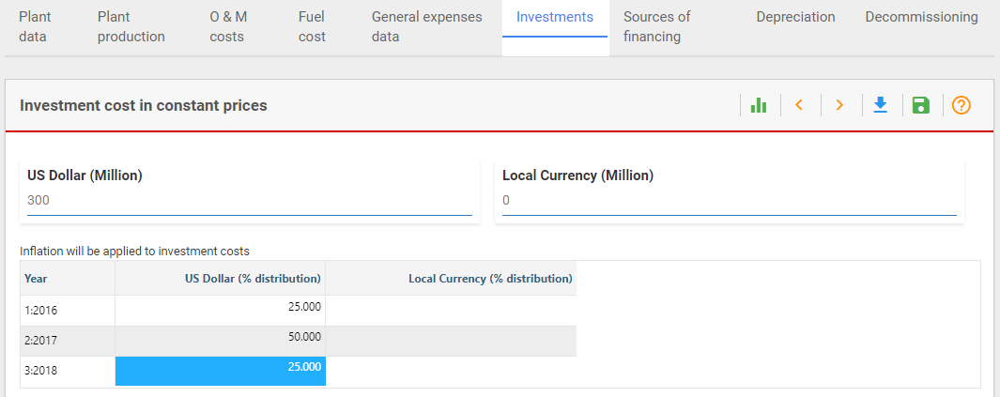 Plant data
Plant production
O & M costs
Fuel cost
General expenses data
Investments
Sources of financing
Depreciation
Decommissioning
Investment cost in constant prices
US Dollar (Million)
300
Local Currency (Million)
0
Inflation will be applied to investment costs
Year US Dollar (% distribution) Local Currency (% distribution)
1:2016 25.000
2:2017 50.000
3:2018 25.000